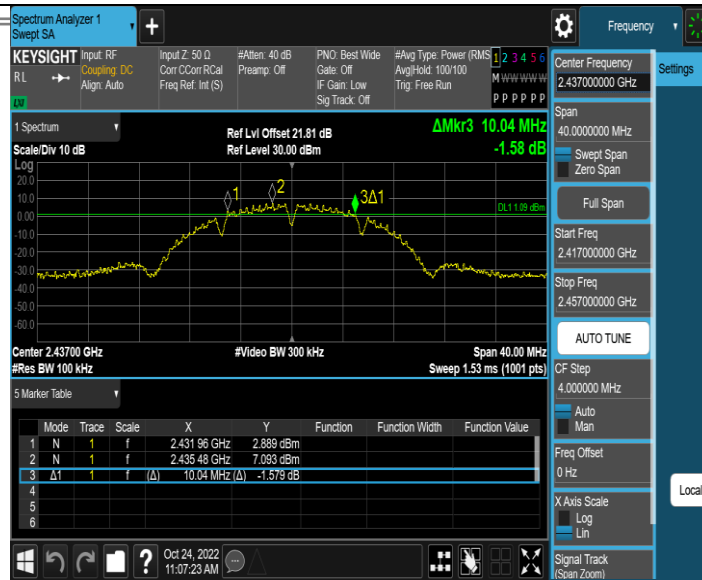 Spectrum Analyzer 1
Swept SA
+
Frequency
KEYSIGHT
RL
LXI
Input: RF
Coupling: DC
Align: Auto
Input Z: 50 Ω
Corr CCorr RCal
Freq Ref: Int (S)
#Atten: 40 dB
Preamp: Off
PNO: Best Wide
Gate: Off
IF Gain: Low
Sig Track: Off
#Avg Type: Power (RMS
Avg|Hold: 100/100
Trig: Free Run
1 2 3 4 5 6
M W W W W W
P P P P P P
1 Spectrum
Scale/Div 10 dB
Ref Lvl Offset 21.81 dB
Ref Level 30.00 dBm
ΔMkr3 10.04 MHz
-1.58 dB
Log
20.0
10.0
0.00
-10.0
-20.0
-30.0
-40.0
-50.0
-60.0
1
2
3Δ1
DL1 1.09 dBm
Center 2.43700 GHz
#Video BW 300 kHz
Span 40.00 MHz
#Res BW 100 kHz
Sweep 1.53 ms (1001 pts)
5 Marker Table
Mode Trace Scale X Y Function Function Width Function Value
1 N 1 f 2.431 96 GHz 2.889 dBm
2 N 1 f 2.435 48 GHz 7.093 dBm
3 Δ1 1 f (Δ) 10.04 MHz (Δ) -1.579 dB
4
5
6
?
Oct 24, 2022
11:07:23 AM
Center Frequency
2.437000000 GHz
Settings
Span
40.0000000 MHz
Swept Span
Zero Span
Full Span
Start Freq
2.417000000 GHz
Stop Freq
2.457000000 GHz
AUTO TUNE
CF Step
4.000000 MHz
Auto
Man
Freq Offset
0 Hz
X Axis Scale
Log
Lin
Signal Track
(Span Zoom)
Local